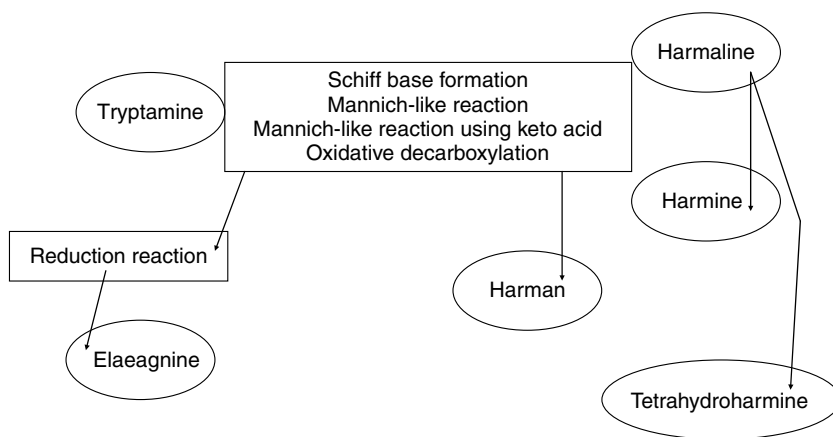 Harmaline
Schiff base formation
Tryptamine
Mannich-like reaction
Mannich-like reaction using keto acid
Oxidative decarboxylation
Harmine
Reduction reaction
Harman
Elaeagnine
Tetrahydroharmine